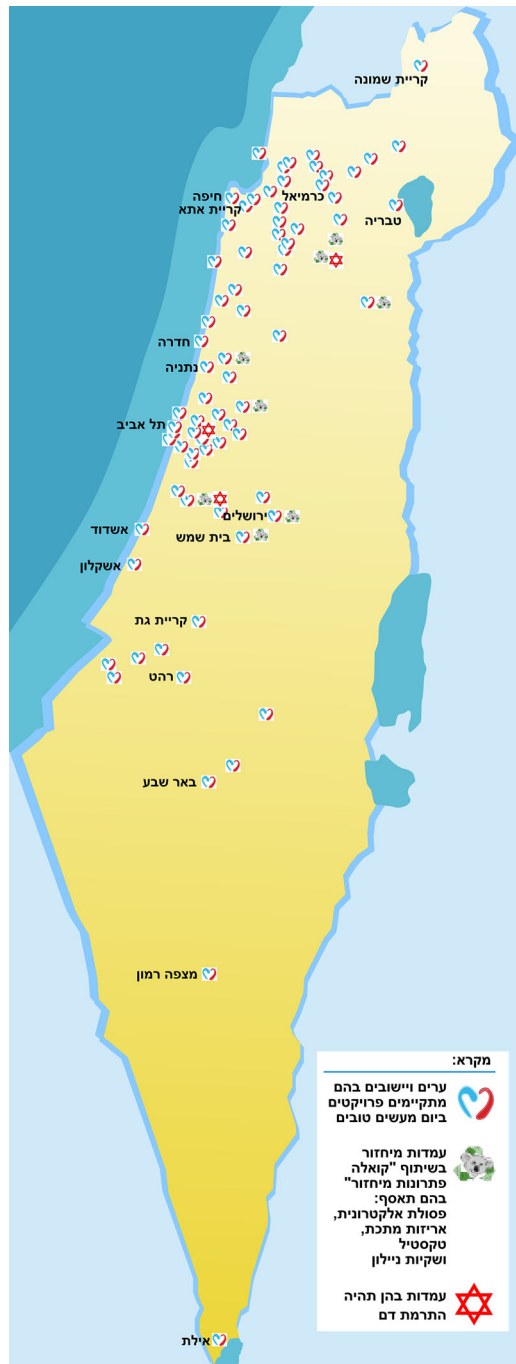 קריית שמונה
כרמיאל
חיפה
קריית אתא
טבריה
חדרה
נתניה
תל אביב
ירושלים
אשדוד
בית שמש
אשקלון
קריית גת
רהט
באר שבע
מצפה רמון
אילת
מקרא:
ערים ויישובים בהם
מתקיימים פרויקטים
ביום מעשים טובים
עמדות מיחזור
בשיתוף "קואלה
פתרונות מיחזור"
בהם תאסף:
פסולת אלקטרונית,
אריזות מתכת,
טקסטיל
ושקיות ניילון
עמדות בהן תהיה
התרמת דם